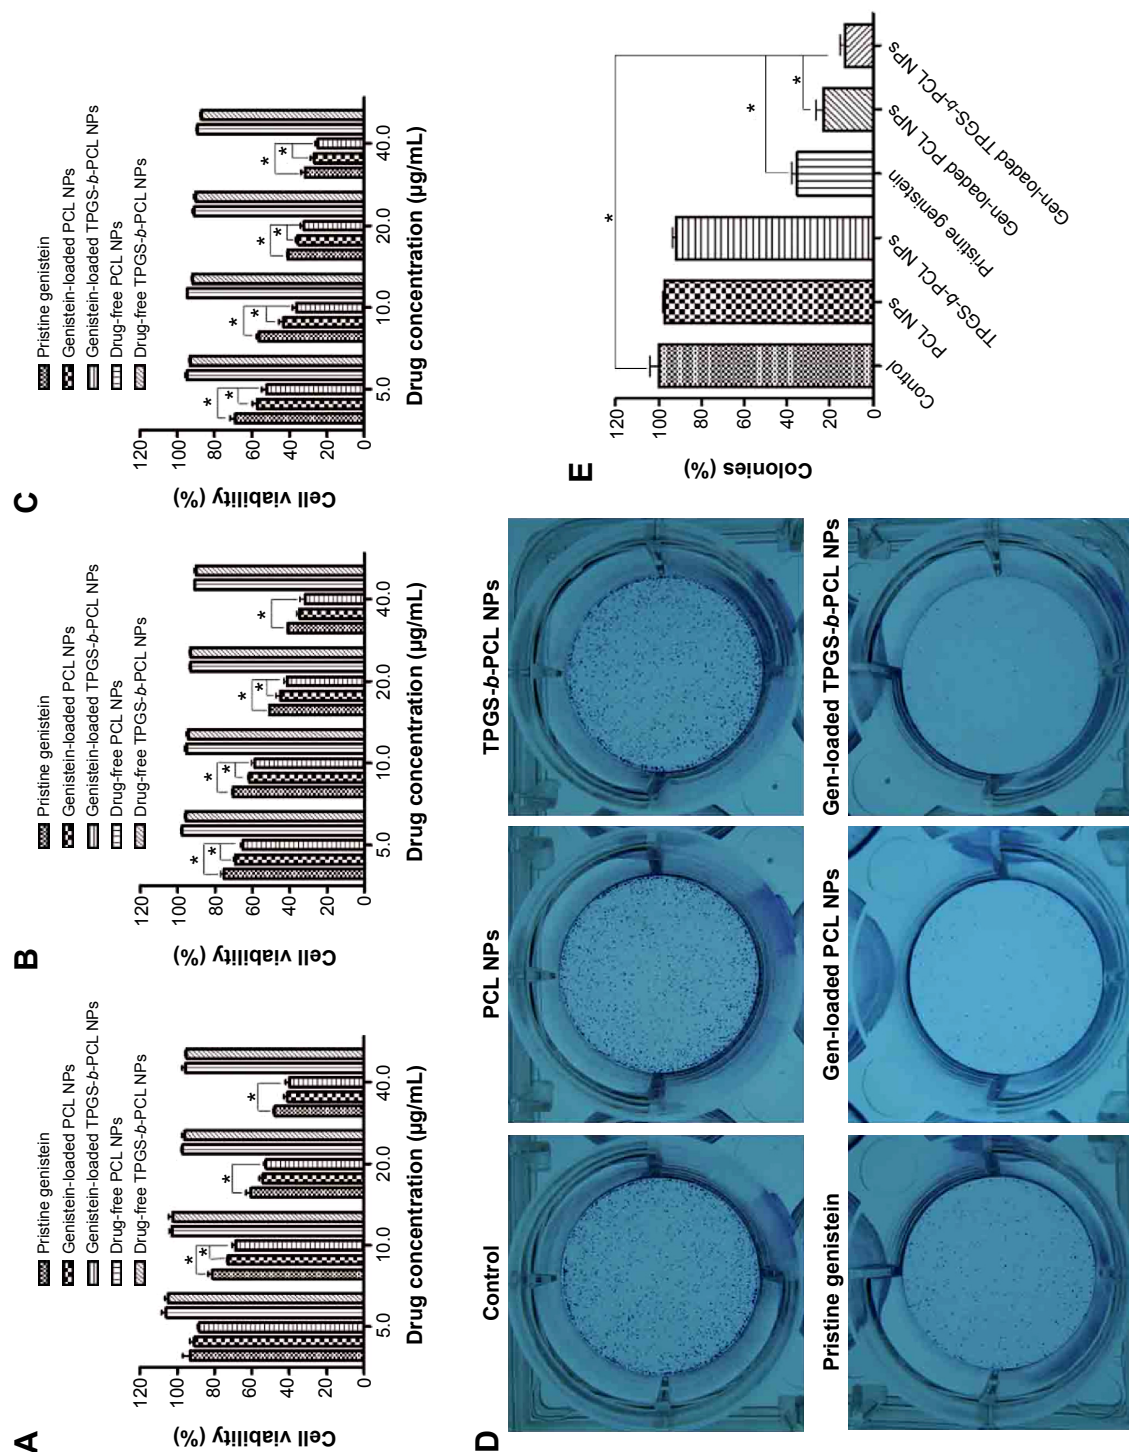 A
Cell viability (%)
120
100
80
60
40
20
0
Pristine genistein
Genistein-loaded PCL NPs
Genistein-loaded TPGS-b-PCL NPs
Drug-free PCL NPs
Drug-free TPGS-b-PCL NPs
*
*
*
*
5.0 10.0 20.0 40.0
Drug concentration (µg/mL)
B
Cell viability (%)
120
100
80
60
40
20
0
Pristine genistein
Genistein-loaded PCL NPs
Genistein-loaded TPGS-b-PCL NPs
Drug-free PCL NPs
Drug-free TPGS-b-PCL NPs
*
*
*
*
*
*
*
5.0 10.0 20.0 40.0
Drug concentration (µg/mL)
C
Cell viability (%)
120
100
80
60
40
20
0
Pristine genistein
Genistein-loaded PCL NPs
Genistein-loaded TPGS-b-PCL NPs
Drug-free PCL NPs
Drug-free TPGS-b-PCL NPs
*
*
*
*
*
*
*
*
5.0 10.0 20.0 40.0
Drug concentration (µg/mL)
D
Control PCL NPs TPGS-b-PCL NPs
Pristine genistein Gen-loaded PCL NPs Gen-loaded TPGS-b-PCL NPs
E
Colonies (%)
120
100
80
60
40
20
0
*
*
*
Control
PCL NPs
TPGS-b-PCL NPs
Pristine genistein
Gen-loaded PCL NPs
Gen-loaded TPGS-b-PCL NPs